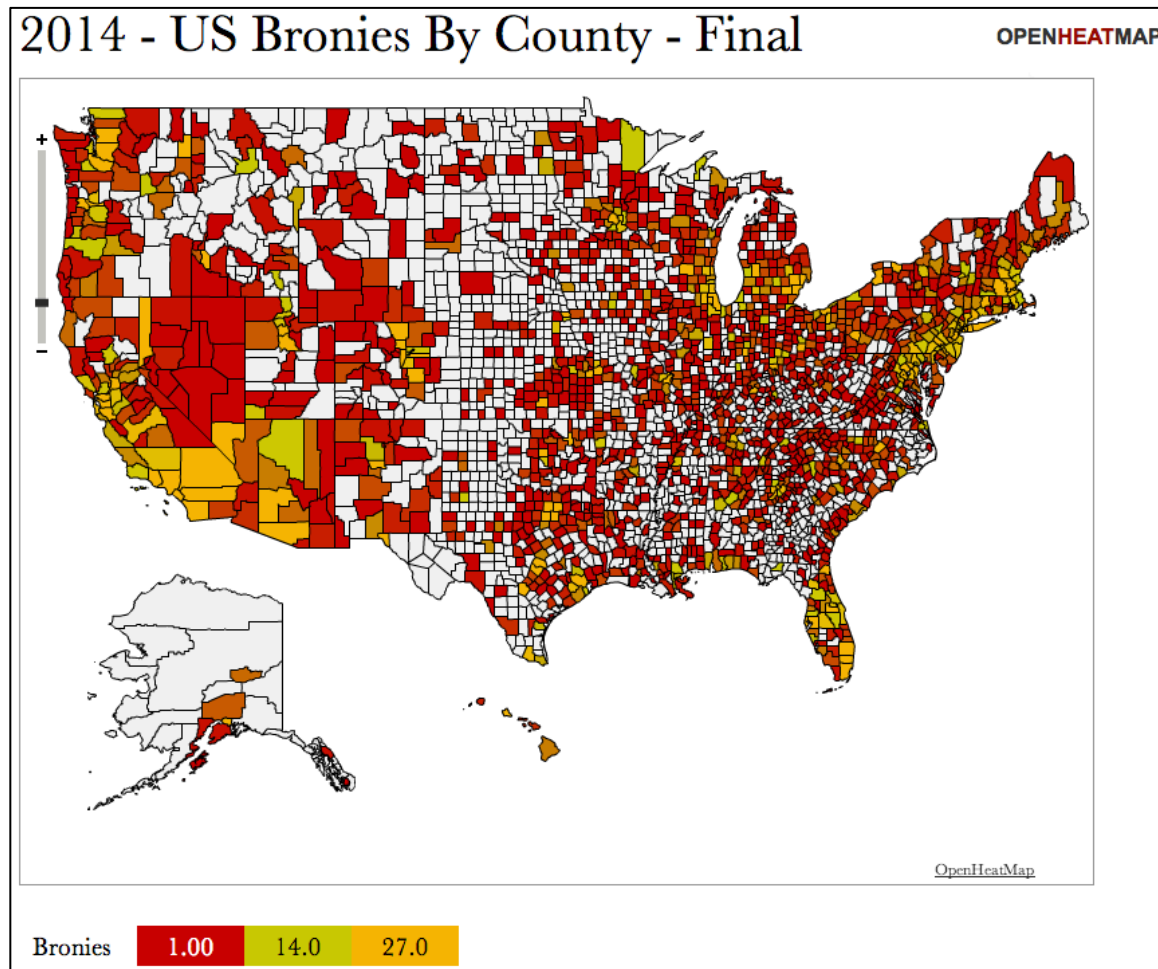 2014 - US Bronies By County - Final
OPENHEATMAP
+
−
OpenHeatMap
Bronies 1.00 14.0 27.0